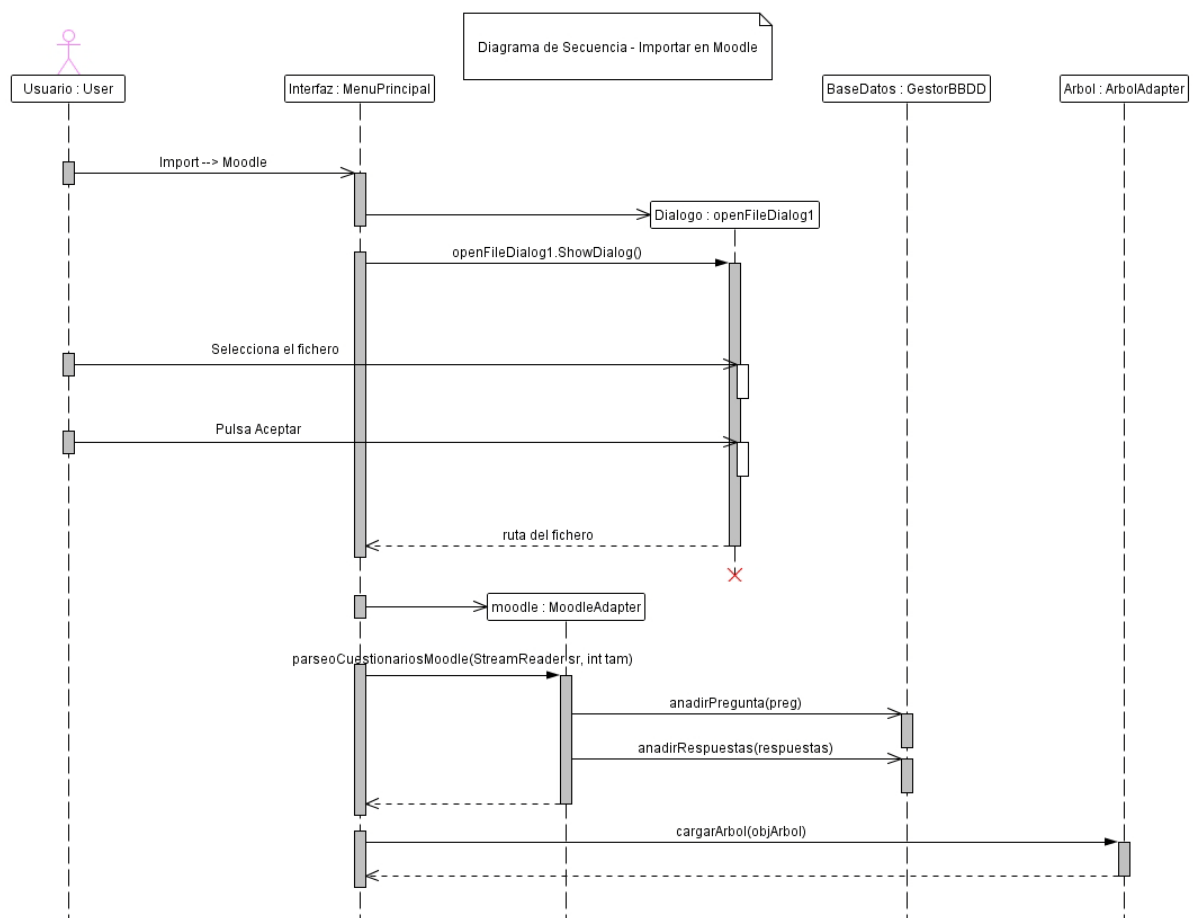 Diagrama de Secuencia - Importar en Moodle
Usuario : User
Interfaz : MenuPrincipal
BaseDatos : GestorBBDD
Arbol : ArbolAdapter
Import --> Moodle
Dialogo : openFileDialog1
openFileDialog1.ShowDialog()
Selecciona el fichero
Pulsa Aceptar
ruta del fichero
moodle : MoodleAdapter
parseoCuestionariosMoodle(StreamReader sr, int tam)
anadirPregunta(preg)
anadirRespuestas(respuestas)
cargarArbol(objArbol)